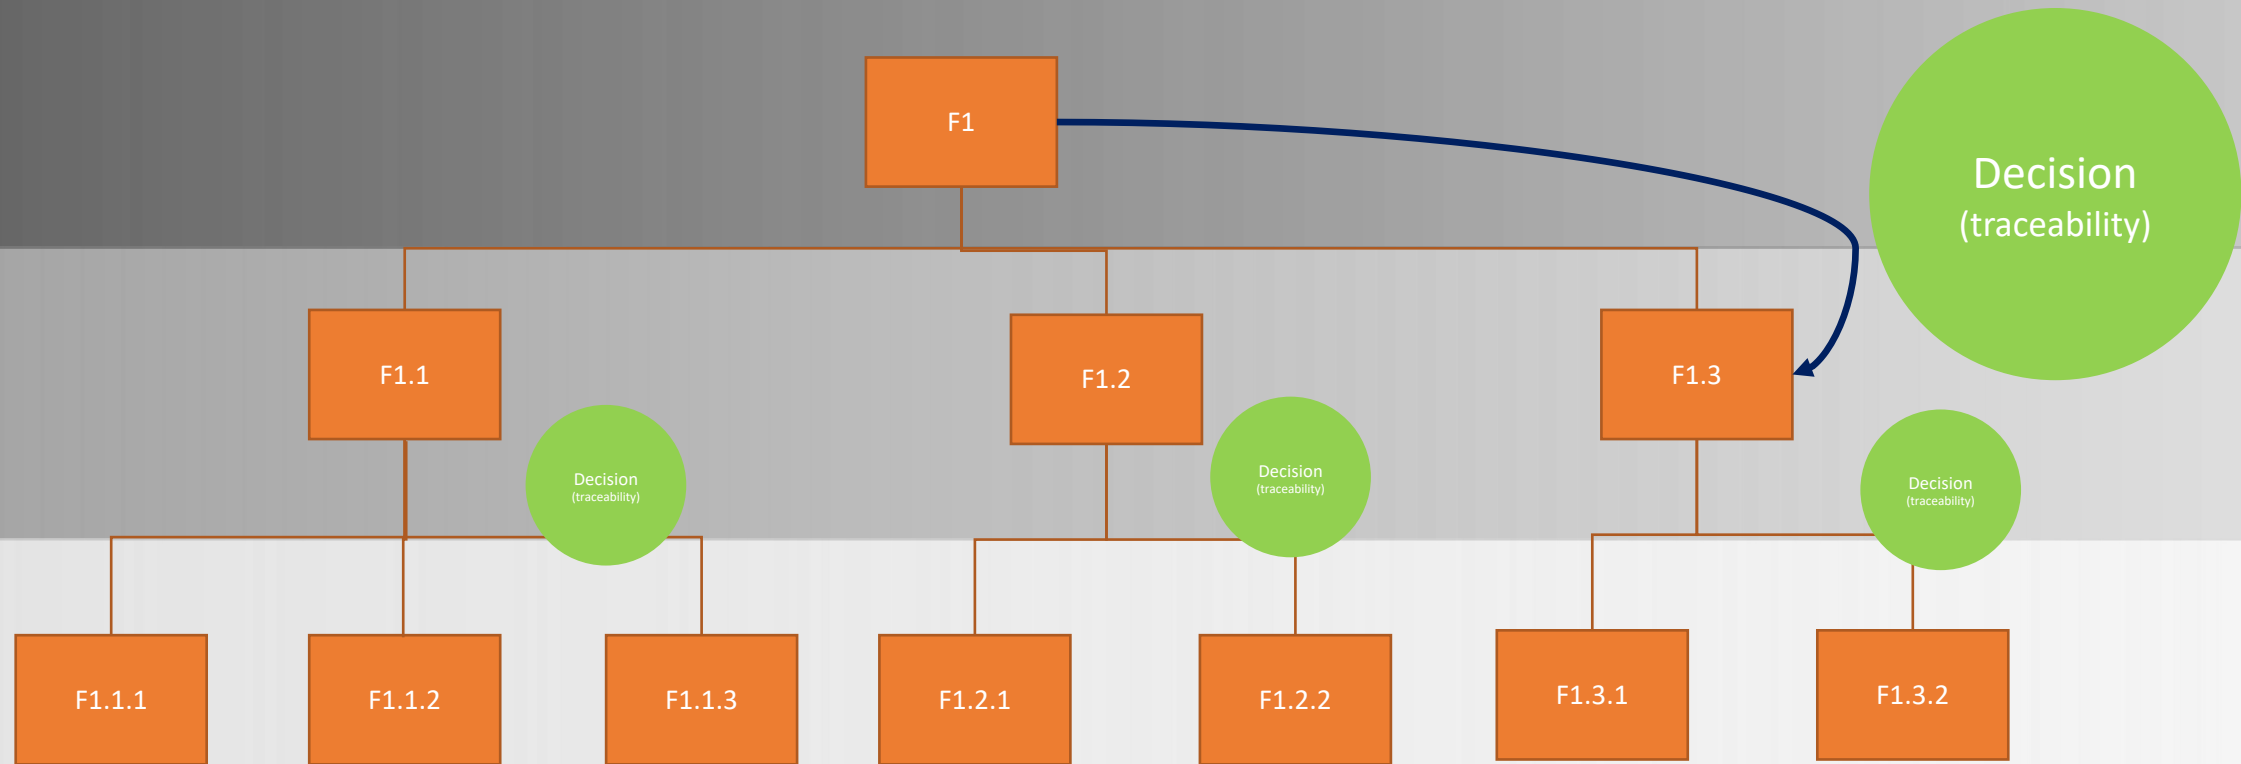 F1
Decision
(traceability)
F1.1
F1.2
F1.3
Decision
(traceability)
Decision
(traceability)
Decision
(traceability)
F1.1.1
F1.1.2
F1.1.3
F1.2.1
F1.2.2
F1.3.1
F1.3.2